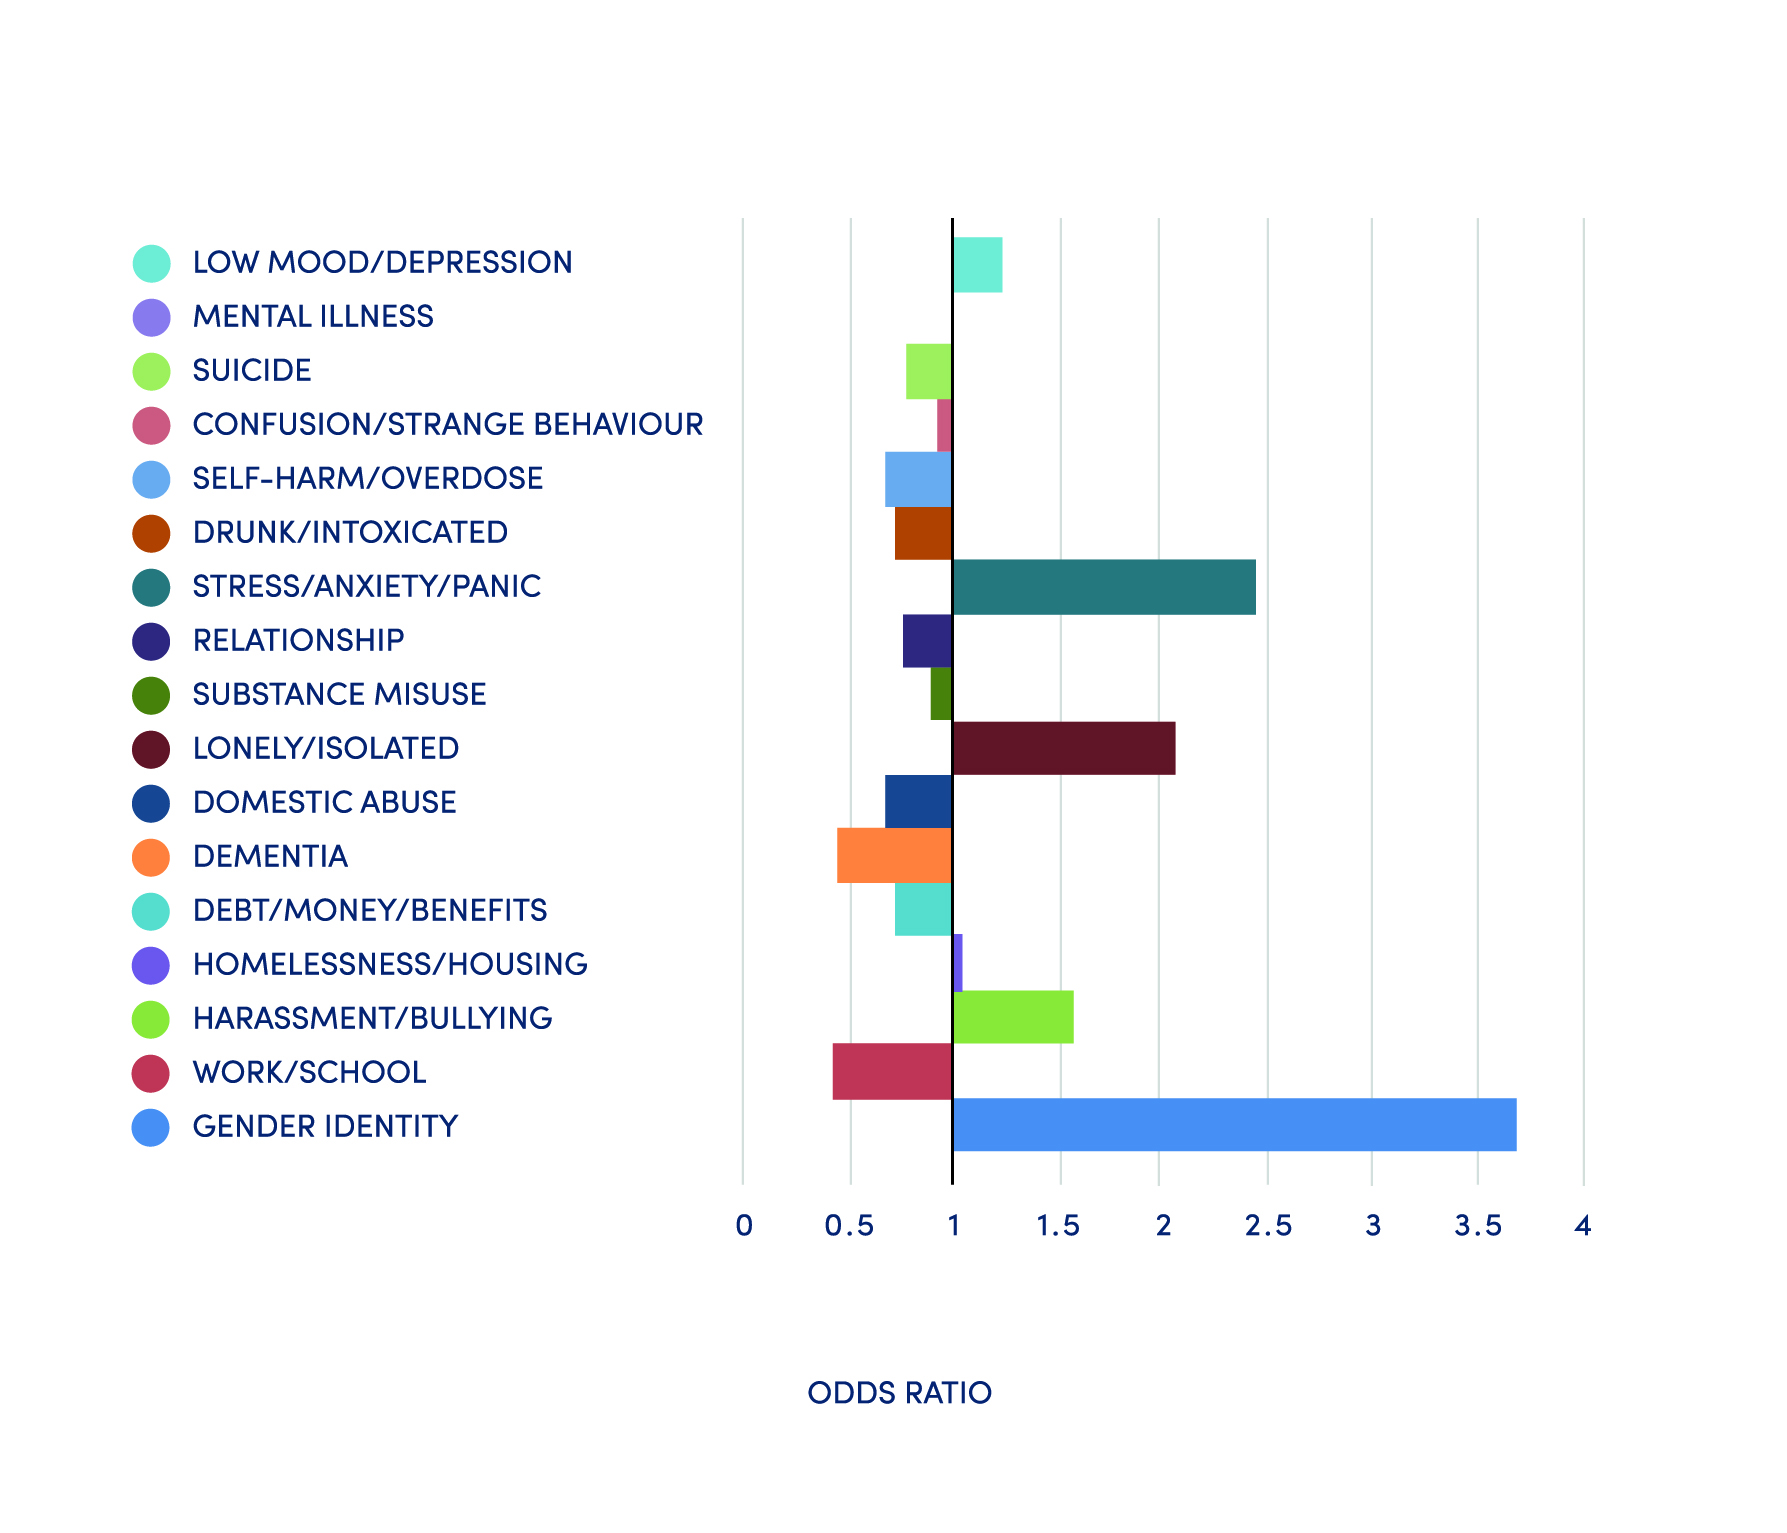 LOW MOOD/DEPRESSION
MENTAL ILLNESS
SUICIDE
CONFUSION/STRANGE BEHAVIOUR
SELF-HARM/OVERDOSE
DRUNK/INTOXICATED
STRESS/ANXIETY/PANIC
RELATIONSHIP
SUBSTANCE MISUSE
LONELY/ISOLATED
DOMESTIC ABUSE
DEMENTIA
DEBT/MONEY/BENEFITS
HOMELESSNESS/HOUSING
HARASSMENT/BULLYING
WORK/SCHOOL
GENDER IDENTITY
0 0.5 1 1.5 2 2.5 3 3.5 4
ODDS RATIO